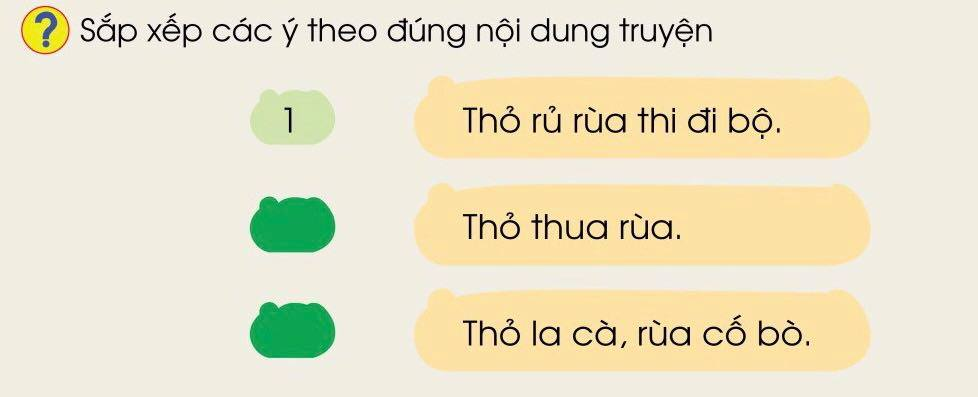 ? Sắp xếp các ý theo đúng nội dung truyện
1 Thỏ rủ rùa thi đi bộ.
Thỏ thua rùa.
Thỏ la cà, rùa cố bò.